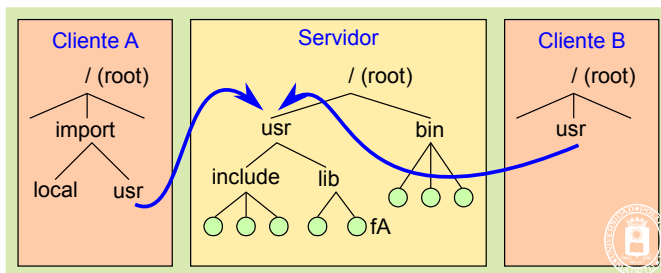 Cliente A
/ (root)
import
local
usr
Servidor
/ (root)
usr
bin
include
lib
fA
Cliente B
/ (root)
usr